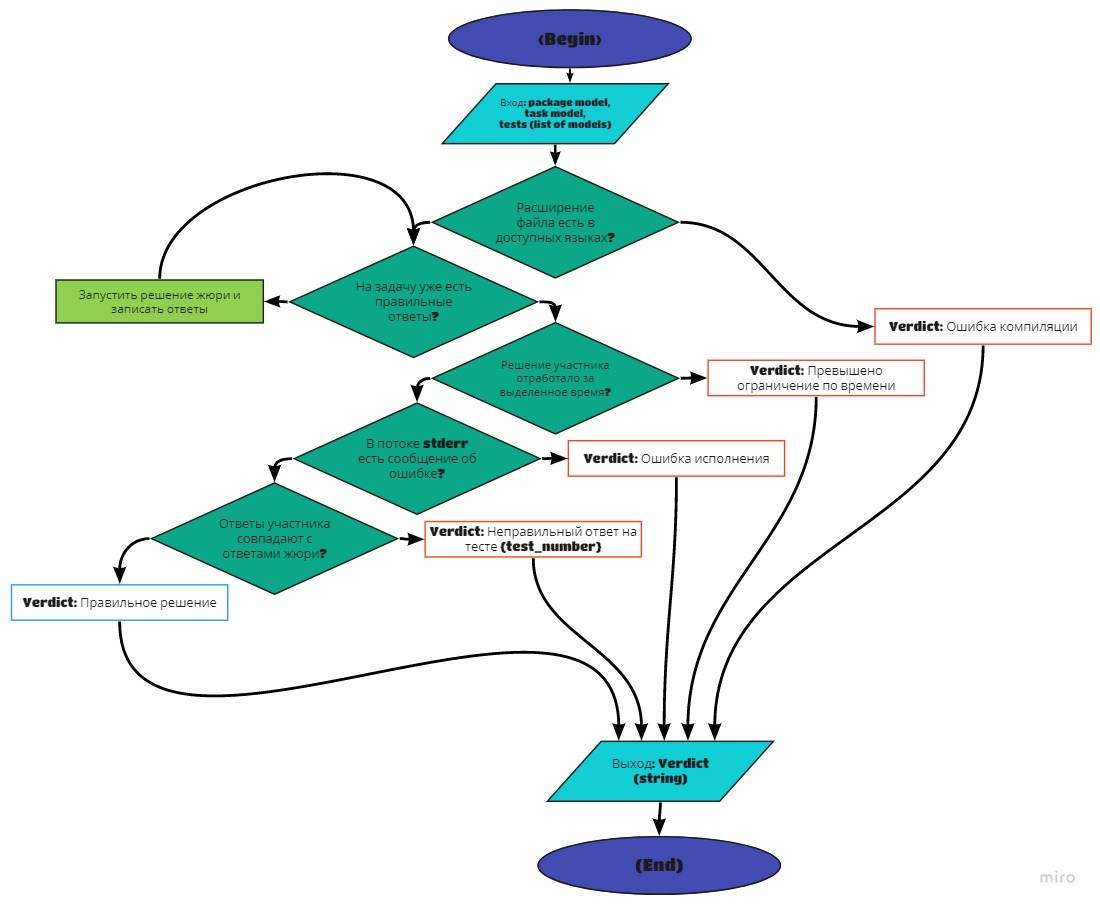 (Begin)
Вход: package model,
task model,
tests (list of models)
Расширение
файла есть в
доступных языках?
На задачу уже есть
правильные
ответы?
Запустить решение жюри и
записать ответы
Verdict: Ошибка компиляции
Решение участника
отработало за
выделенное время?
Verdict: Превышено
ограничение по времени
В потоке stderr
есть сообщение об
ошибке?
Verdict: Ошибка исполнения
Ответы участника
совпадают с
ответами жюри?
Verdict: Неправильный ответ на
тесте {test_number}
Verdict: Правильное решение
Выход: Verdict
(string)
(End)
miro